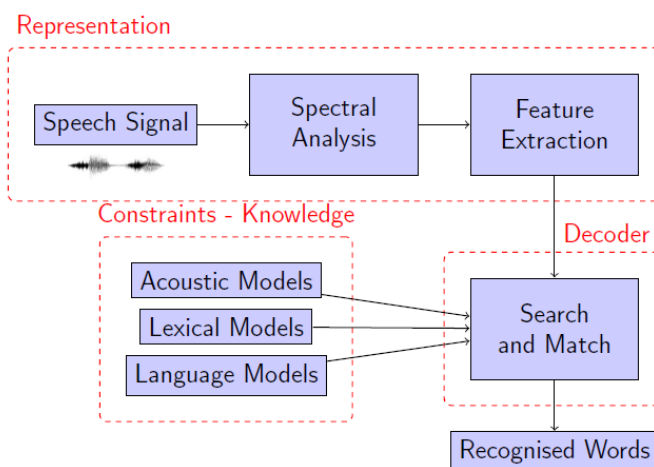 Representation
Speech Signal
Spectral
Analysis
Feature
Extraction
Constraints - Knowledge
Decoder
Acoustic Models
Lexical Models
Language Models
Search
and Match
Recognised Words